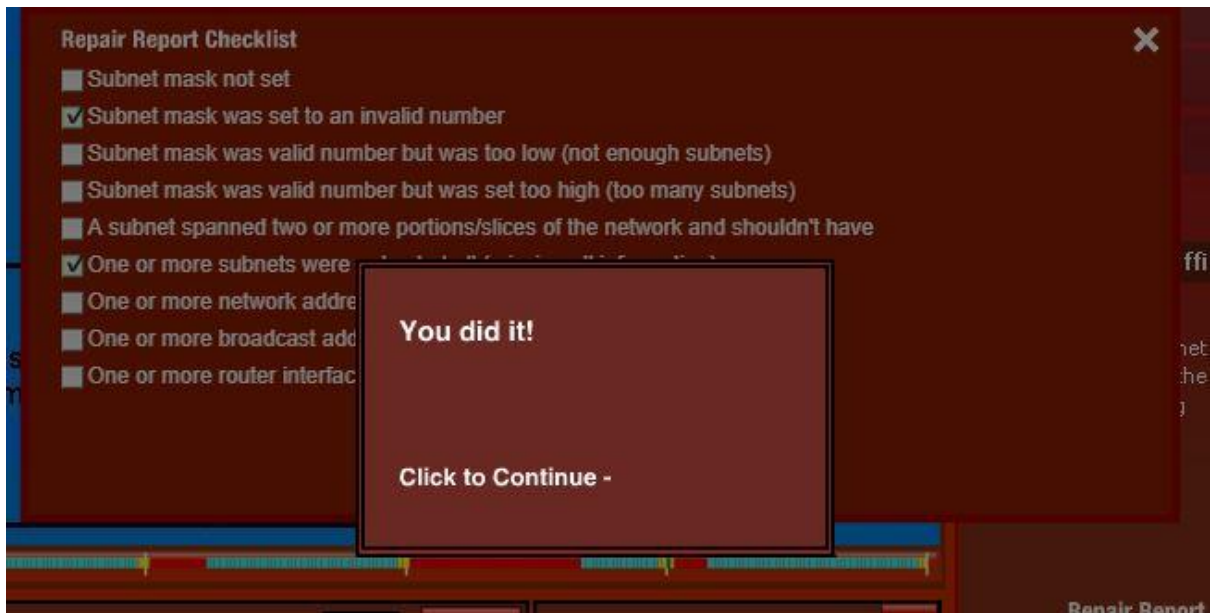 Repair Report Checklist
Subnet mask not set
Subnet mask was set to an invalid number
Subnet mask was valid number but was too low (not enough subnets)
Subnet mask was valid number but was set too high (too many subnets)
A subnet spanned two or more portions/slices of the network and shouldn't have
One or more subnets were
One or more network addre
One or more broadcast add
One or more router interfac
You did it!
Click to Continue -
ffi
net
the
g
Repair Report